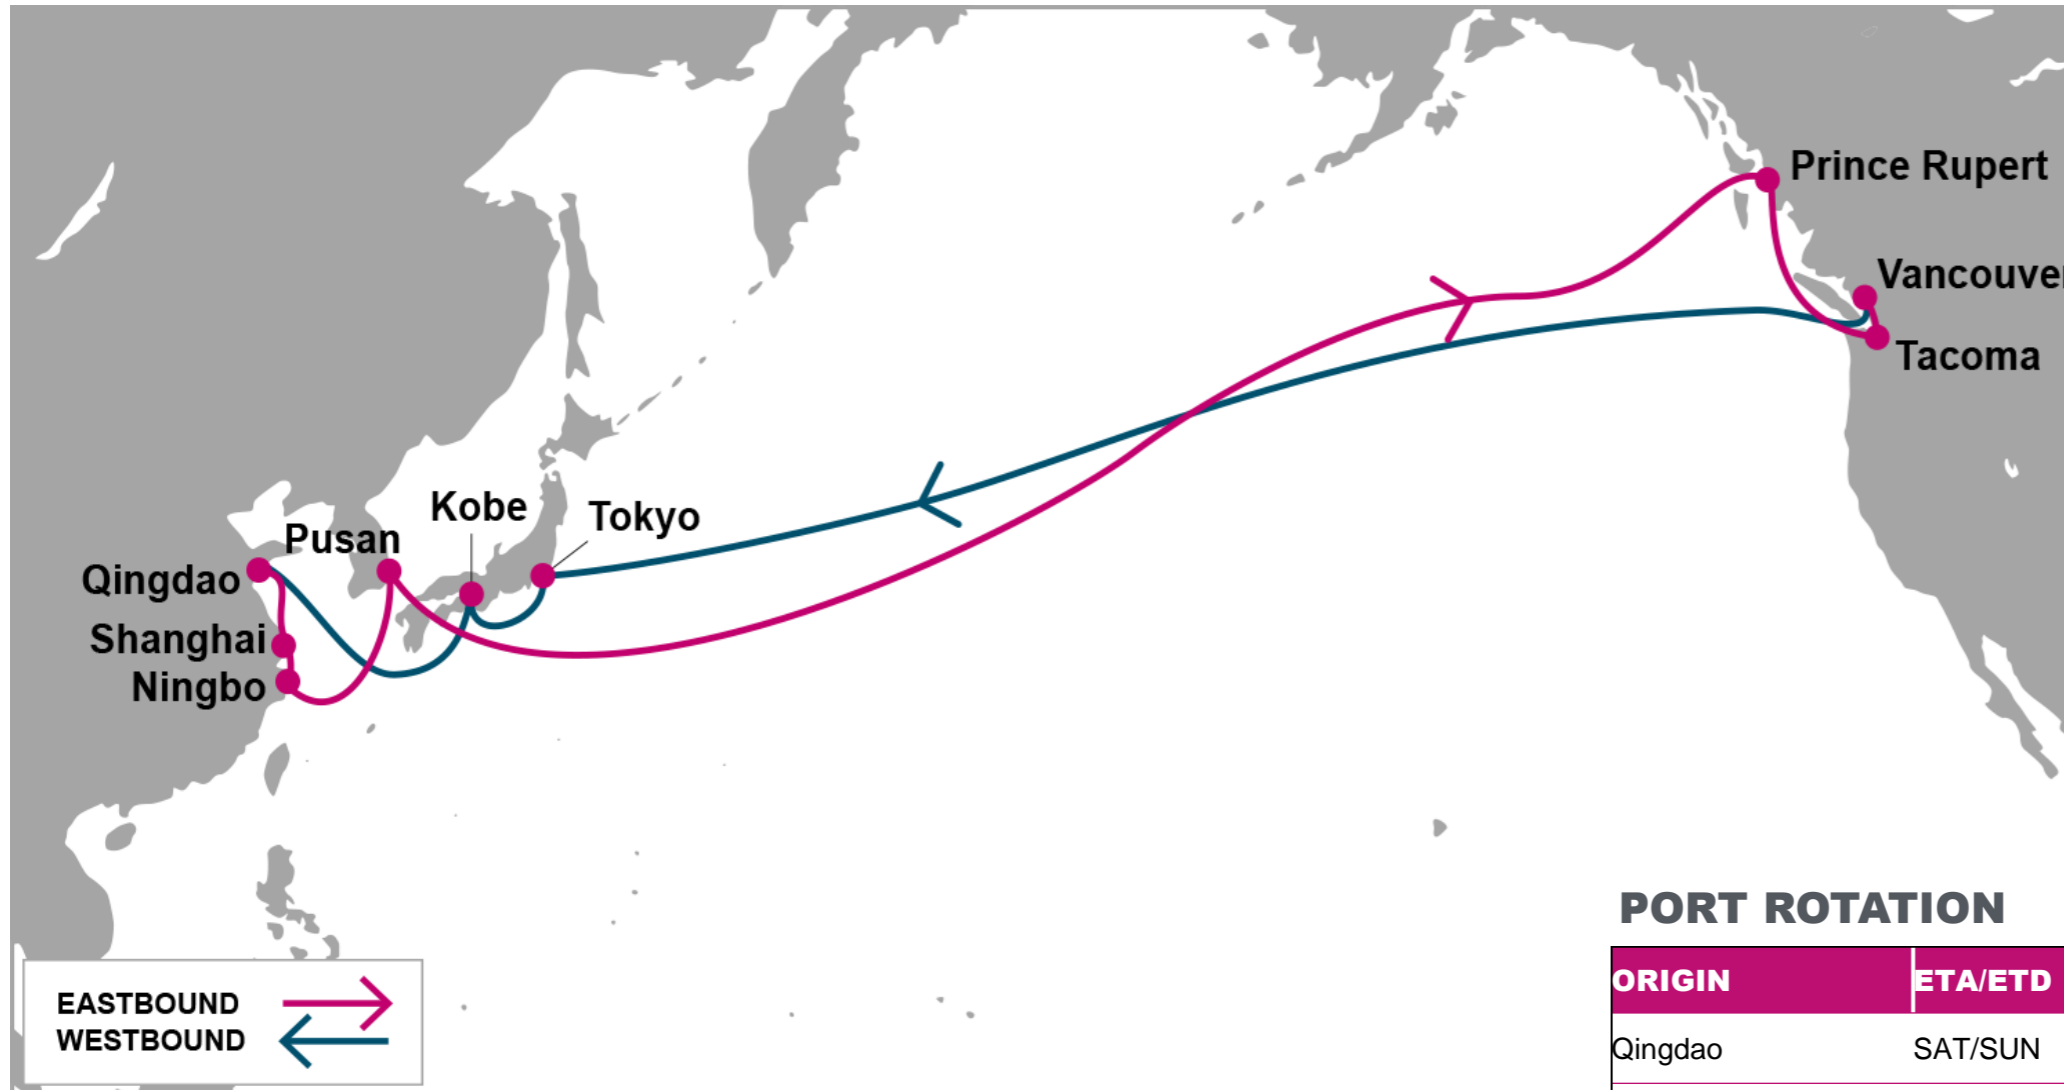 Prince Rupert
Vancouver
Tacoma
Kobe
Tokyo
Pusan
Qingdao
Shanghai
Ningbo
PORT ROTATION
ORIGIN ETA/ETD
Qingdao SAT/SUN
EASTBOUND
WESTBOUND